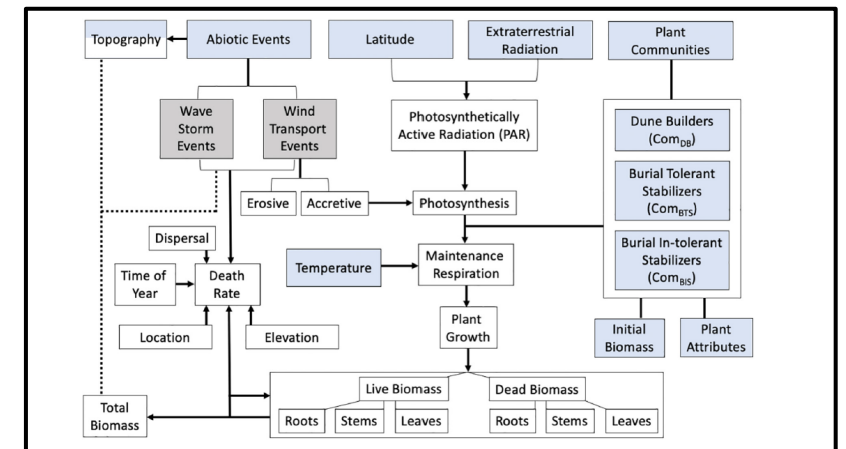 Topography
Abiotic Events
Latitude
Extraterrestrial
Radiation
Plant
Communities
Wave
Storm
Events
Wind
Transport
Events
Photosynthetically
Active Radiation (PAR)
Dune Builders
(ComDB)
Burial Tolerant
Stabilizers
(ComBTS)
Burial In-tolerant
Stabilizers
(ComBIS)
Erosive
Accretive
Photosynthesis
Dispersal
Time of
Year
Death
Rate
Temperature
Maintenance
Respiration
Location
Elevation
Plant
Growth
Initial
Biomass
Plant
Attributes
Live Biomass
Dead Biomass
Total
Biomass
Roots
Stems
Leaves
Roots
Stems
Leaves